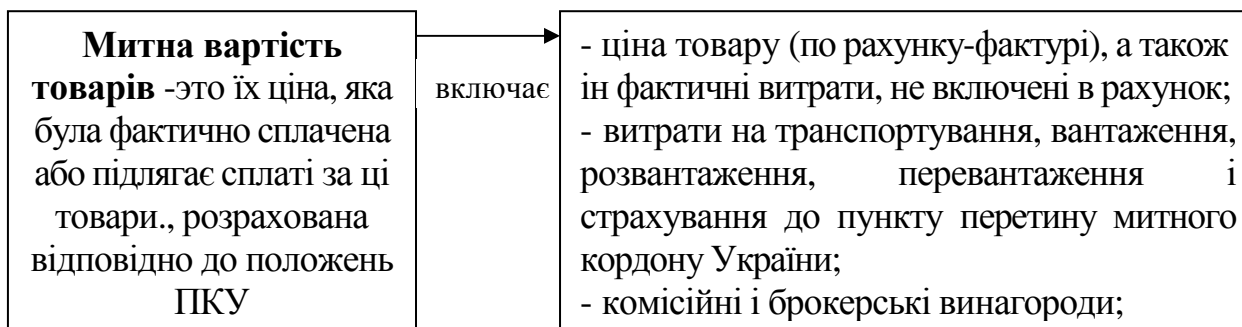 Митна вартість
товарів -это їх ціна, яка
була фактично сплачена
або підлягає сплаті за ці
товари., розрахована
відповідно до положень
ПКУ
включає
- ціна товару (по рахунку-фактурі), а також
ін фактичні витрати, не включені в рахунок;
- витрати на транспортування, вантаження,
розвантаження, перевантаження і
страхування до пункту перетину митного
кордону України;
- комісійні і брокерські винагороди;